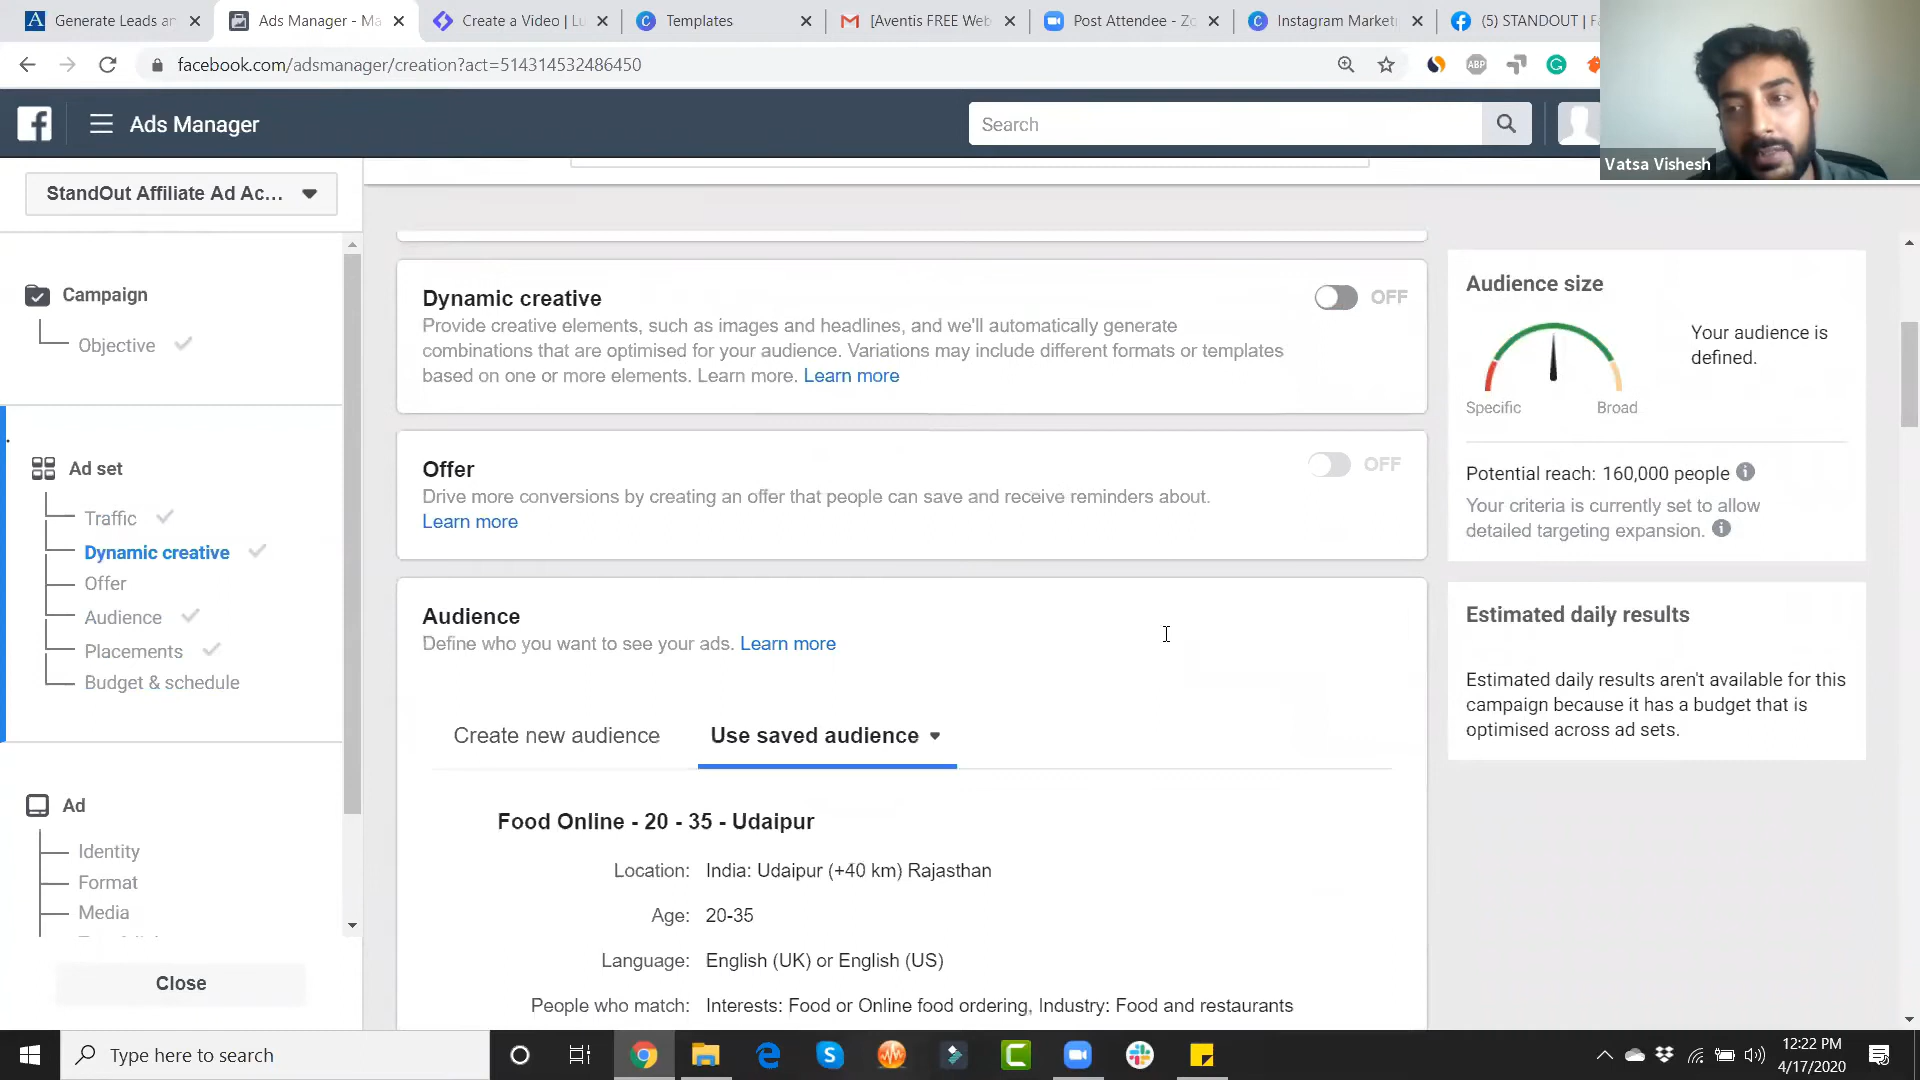 Generate Leads an
Ads Manager - Ma
Create a Video | Lu
Templates
[Aventis FREE Web
Post Attendee - Zo
Instagram Marketi
(5) STANDOUT | Fa
facebook.com/adsmanager/creation?act=514314532486450
ABP
Ads Manager
Search
Vatsa Vishesh
StandOut Affiliate Ad Ac...
Campaign
Objective
Ad set
Traffic
Dynamic creative
Offer
Audience
Placements
Budget & schedule
Ad
Identity
Format
Media
Close
Dynamic creative
OFF
Provide creative elements, such as images and headlines, and we'll automatically generate
combinations that are optimised for your audience. Variations may include different formats or templates
based on one or more elements. Learn more. Learn more
Offer
OFF
Drive more conversions by creating an offer that people can save and receive reminders about.
Learn more
Audience
Define who you want to see your ads. Learn more
Create new audience
Use saved audience
Food Online - 20 - 35 - Udaipur
Location: India: Udaipur (+40 km) Rajasthan
Age: 20-35
Language: English (UK) or English (US)
People who match: Interests: Food or Online food ordering, Industry: Food and restaurants
Audience size
Your audience is
defined.
Specific
Broad
Potential reach: 160,000 people
Your criteria is currently set to allow
detailed targeting expansion.
Estimated daily results
Estimated daily results aren't available for this
campaign because it has a budget that is
optimised across ad sets.
Type here to search
12:22 PM
4/17/2020